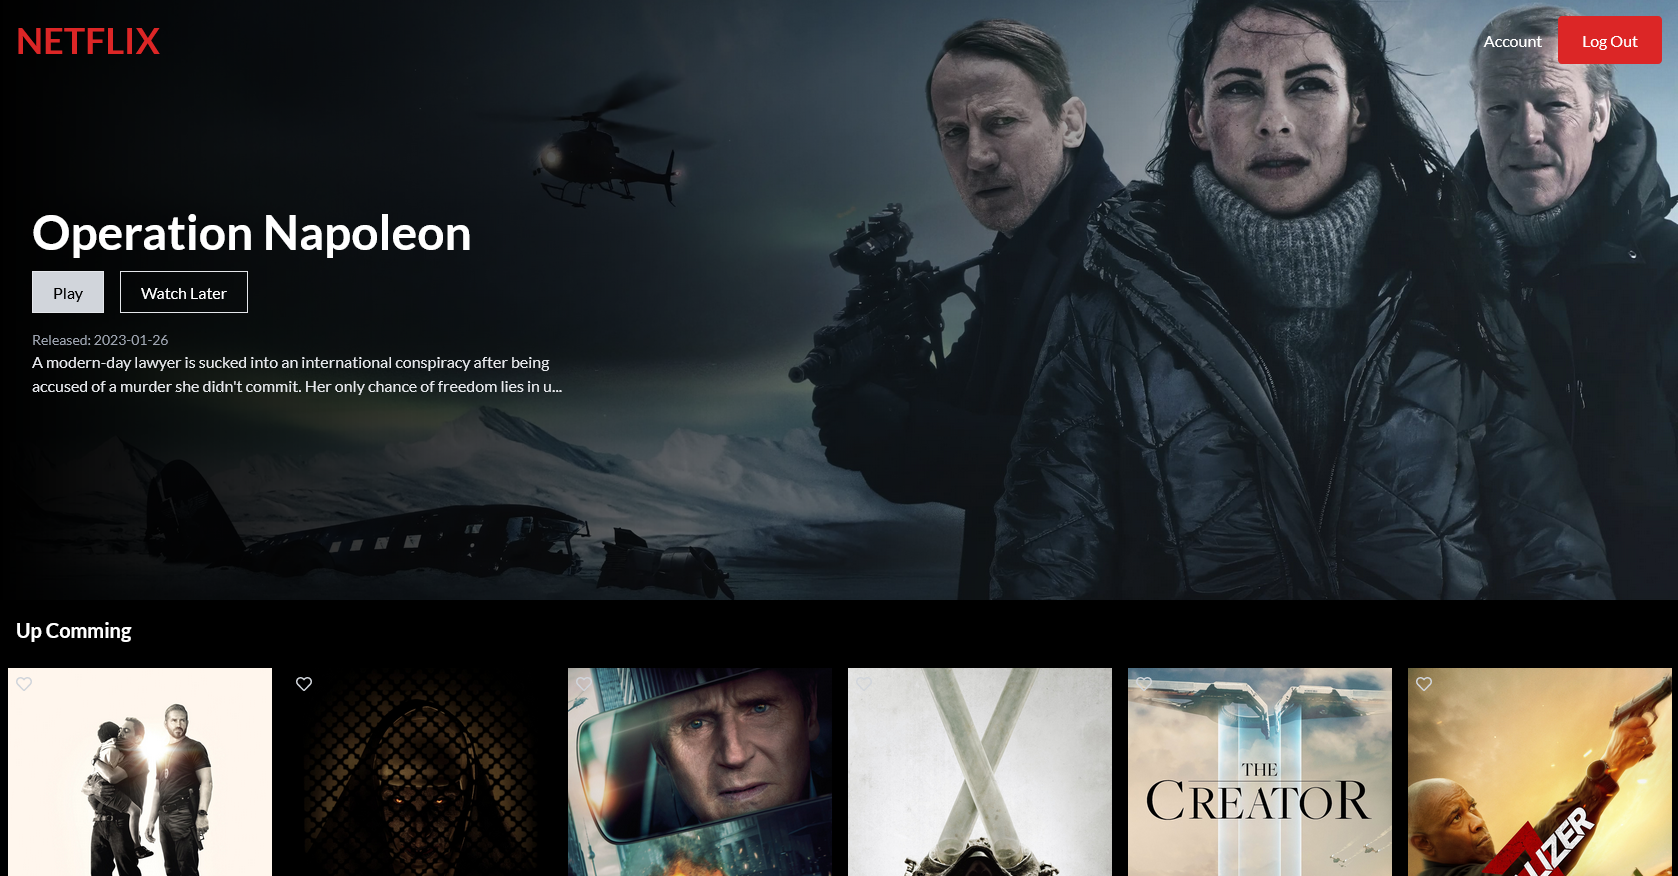 NETFLIX
Account
Log Out
Operation Napoleon
Play
Watch Later
Released: 2023-01-26
A modern-day lawyer is sucked into an international conspiracy after being
accused of a murder she didn't commit. Her only chance of freedom lies in u...
Up Comming
THE
CREATOR
LIZER